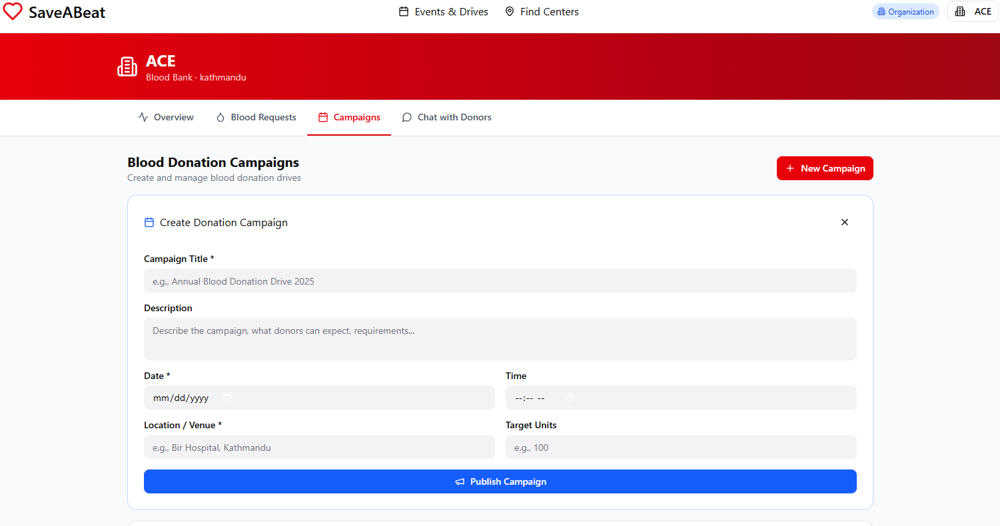 SaveABeat
Events & Drives
Find Centers
Organization
ACE
ACE
Blood Bank · kathmandu
Overview
Blood Requests
Campaigns
Chat with Donors
Blood Donation Campaigns
Create and manage blood donation drives
New Campaign
Create Donation Campaign
Campaign Title *
e.g., Annual Blood Donation Drive 2025
Description
Describe the campaign, what donors can expect, requirements...
Date *
Time
mm/dd/yyyy
--:-- --
Location / Venue *
Target Units
e.g., Bir Hospital, Kathmandu
e.g., 100
Publish Campaign